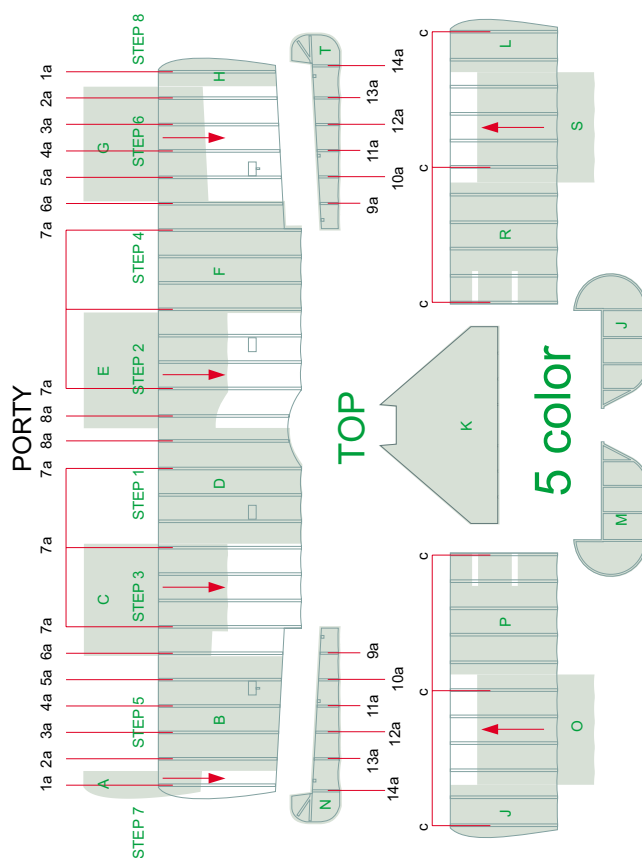 PORTY
1a 2a 3a 4a 5a 6a 7a 7a 7a 8a 8a 7a 7a 6a 5a 4a 3a 2a 1a
A C E G
STEP 7 STEP 5 STEP 3 STEP 1 STEP 2 STEP 4 STEP 6 STEP 8
B D F H
N T
TOP
14a 13a 12a 11a 10a 9a 9a 10a 11a 12a 13a 14a
c c c c c c
K
J P R L
5 color
O S
M J